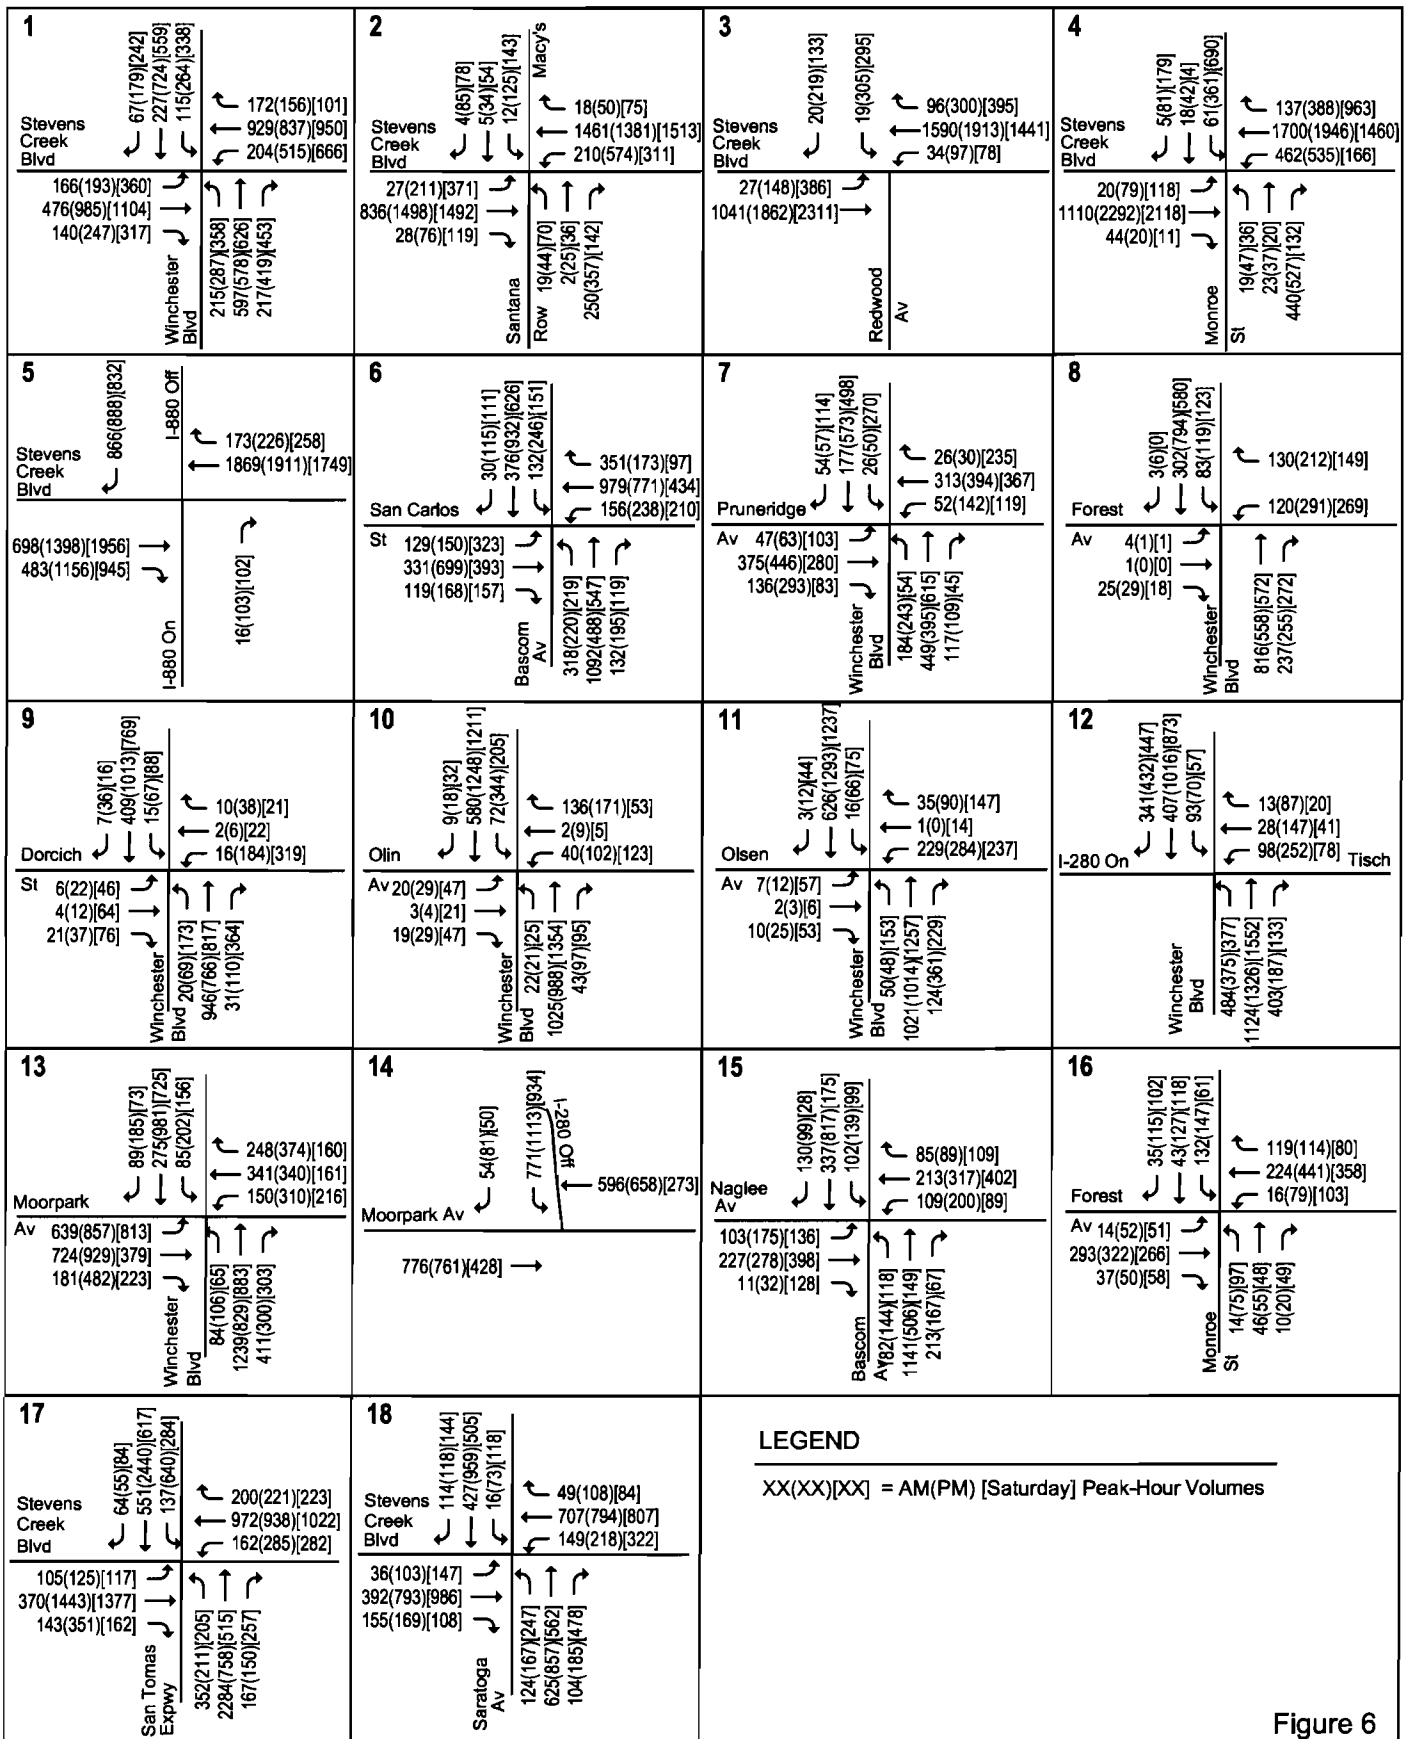 1
67(179)[242]
227(724)[559]
115(264)[338]
172(156)[101]
929(837)[950]
204(515)[666]
Stevens
Creek
Blvd
166(193)[360]
476(985)[1104]
140(247)[317]
Winchester
Blvd
215(287)[358]
597(578)[626]
217(419)[453]
2
4(85)[78]
5(34)[54]
12(125)[143]
Macy's
18(50)[75]
1461(1381)[1513]
210(574)[311]
Stevens
Creek
Blvd
27(211)[371]
836(1498)[1492]
28(76)[119]
Santana
Row
19(44)[70]
2(25)[36]
250(357)[142]
3
20(219)[133]
19(305)[295]
96(300)[395]
1590(1913)[1441]
34(97)[78]
Stevens
Creek
Blvd
27(148)[386]
1041(1862)[2311]
Redwood
Av
4
5(81)[179]
18(42)[4]
61(361)[690]
137(388)[963]
1700(1946)[1460]
462(535)[166]
Stevens
Creek
Blvd
20(79)[118]
1110(2292)[2118]
44(20)[11]
Monroe
St
19(47)[36]
23(37)[20]
440(527)[132]
5
866(888)[832]
I-880 Off
173(226)[258]
1869(1911)[1749]
Stevens
Creek
Blvd
698(1398)[1956]
483(1156)[945]
I-880 On
16(103)[102]
6
30(115)[111]
376(932)[626]
132(246)[151]
351(173)[97]
979(771)[434]
156(238)[210]
San Carlos
St
129(150)[323]
331(699)[393]
119(168)[157]
Bascom
Av
318(220)[219]
1092(488)[547]
132(195)[119]
7
54(57)[114]
177(573)[498]
26(50)[270]
26(30)[235]
313(394)[367]
52(142)[119]
Pruneridge
Av
47(63)[103]
375(446)[280]
136(293)[83]
Winchester
Blvd
184(243)[54]
449(395)[615]
117(109)[45]
8
3(6)[0]
302(794)[580]
83(119)[123]
130(212)[149]
120(291)[269]
Forest
Av
4(1)[1]
1(0)[0]
25(29)[18]
Winchester
Blvd
816(558)[572]
237(255)[272]
9
7(36)[16]
409(1013)[769]
15(67)[88]
10(38)[21]
2(6)[22]
16(184)[319]
Dorcich
St
6(22)[46]
4(12)[64]
21(37)[76]
Winchester
Blvd
20(69)[173]
946(766)[817]
31(110)[364]
10
9(18)[32]
580(1248)[1211]
72(344)[205]
136(171)[53]
2(9)[5]
40(102)[123]
Olin
Av
20(29)[47]
3(4)[21]
19(29)[47]
Winchester
Blvd
22(21)[25]
1025(988)[1354]
43(97)[95]
11
3(12)[44]
626(1293)[1237]
16(66)[75]
35(90)[147]
1(0)[14]
229(284)[237]
Olsen
Av
7(12)[57]
2(3)[6]
10(25)[53]
Winchester
Blvd
50(48)[153]
1021(1014)[1257]
124(361)[229]
12
341(432)[447]
407(1016)[873]
93(70)[57]
13(87)[20]
28(147)[41]
98(252)[78]
I-280 On
Tisch
Winchester
Blvd
484(375)[377]
1124(1326)[1552]
403(187)[133]
13
89(185)[73]
275(981)[725]
85(202)[156]
248(374)[160]
341(340)[161]
150(310)[216]
Moorpark
Av
639(857)[813]
724(929)[379]
181(482)[223]
Winchester
Blvd
84(106)[65]
1239(829)[883]
411(300)[303]
14
54(81)[50]
771(1113)[934]
I-280 Off
596(658)[273]
Moorpark Av
776(761)[428]
15
130(99)[28]
337(817)[175]
102(139)[99]
85(89)[109]
213(317)[402]
109(200)[89]
Naglee
Av
103(175)[136]
227(278)[398]
11(32)[128]
Bascom
Av
82(144)[118]
1141(506)[149]
213(167)[67]
16
35(115)[102]
43(127)[118]
132(147)[61]
119(114)[80]
224(441)[358]
16(79)[103]
Forest
Av
14(52)[51]
293(322)[266]
37(50)[58]
Monroe
St
14(75)[97]
46(55)[48]
10(20)[49]
17
64(55)[84]
551(2440)[617]
137(640)[284]
200(221)[223]
972(938)[1022]
162(285)[282]
Stevens
Creek
Blvd
105(125)[117]
370(1443)[1377]
143(351)[162]
San Tomas
Expwy
352(211)[205]
2284(758)[515]
167(150)[257]
18
114(118)[144]
427(959)[505]
16(73)[118]
49(108)[84]
707(794)[807]
149(218)[322]
Stevens
Creek
Blvd
36(103)[147]
392(793)[986]
155(169)[108]
Saratoga
Av
124(167)[247]
625(857)[562]
104(185)[478]
LEGEND
XX(XX)[XX] = AM(PM) [Saturday] Peak-Hour Volumes
Figure 6